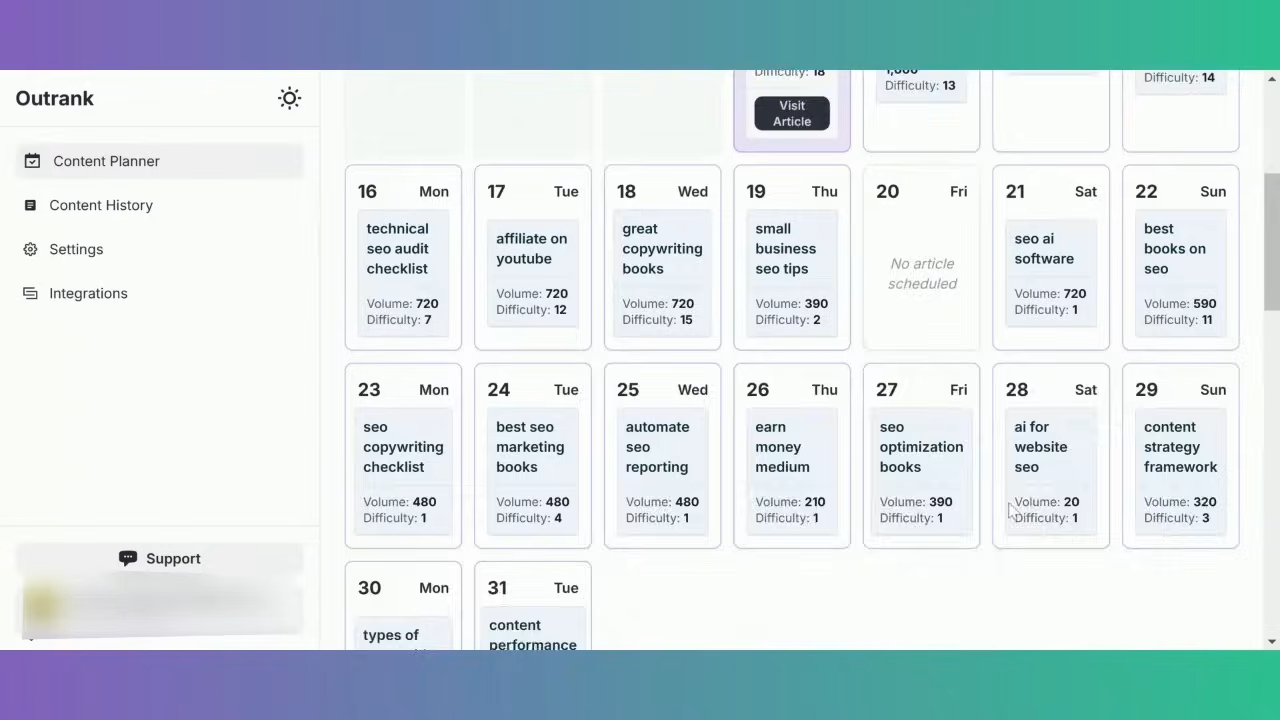 Outrank
Content Planner
Content History
Settings
Integrations
Support
Difficulty: 18
Visit
Article
Difficulty: 13
Difficulty: 14
16 Mon
technical
seo audit
checklist
Volume: 720
Difficulty: 7
17 Tue
affiliate on
youtube
Volume: 720
Difficulty: 12
18 Wed
great
copywriting
books
Volume: 720
Difficulty: 15
19 Thu
small
business
seo tips
Volume: 390
Difficulty: 2
20 Fri
No article
scheduled
21 Sat
seo ai
software
Volume: 720
Difficulty: 1
22 Sun
best
books on
seo
Volume: 590
Difficulty: 11
23 Mon
seo
copywriting
checklist
Volume: 480
Difficulty: 1
24 Tue
best seo
marketing
books
Volume: 480
Difficulty: 4
25 Wed
automate
seo
reporting
Volume: 480
Difficulty: 1
26 Thu
earn
money
medium
Volume: 210
Difficulty: 1
27 Fri
seo
optimization
books
Volume: 390
Difficulty: 1
28 Sat
ai for
website
seo
Volume: 20
Difficulty: 1
29 Sun
content
strategy
framework
Volume: 320
Difficulty: 3
30 Mon
types of
31 Tue
content
performance